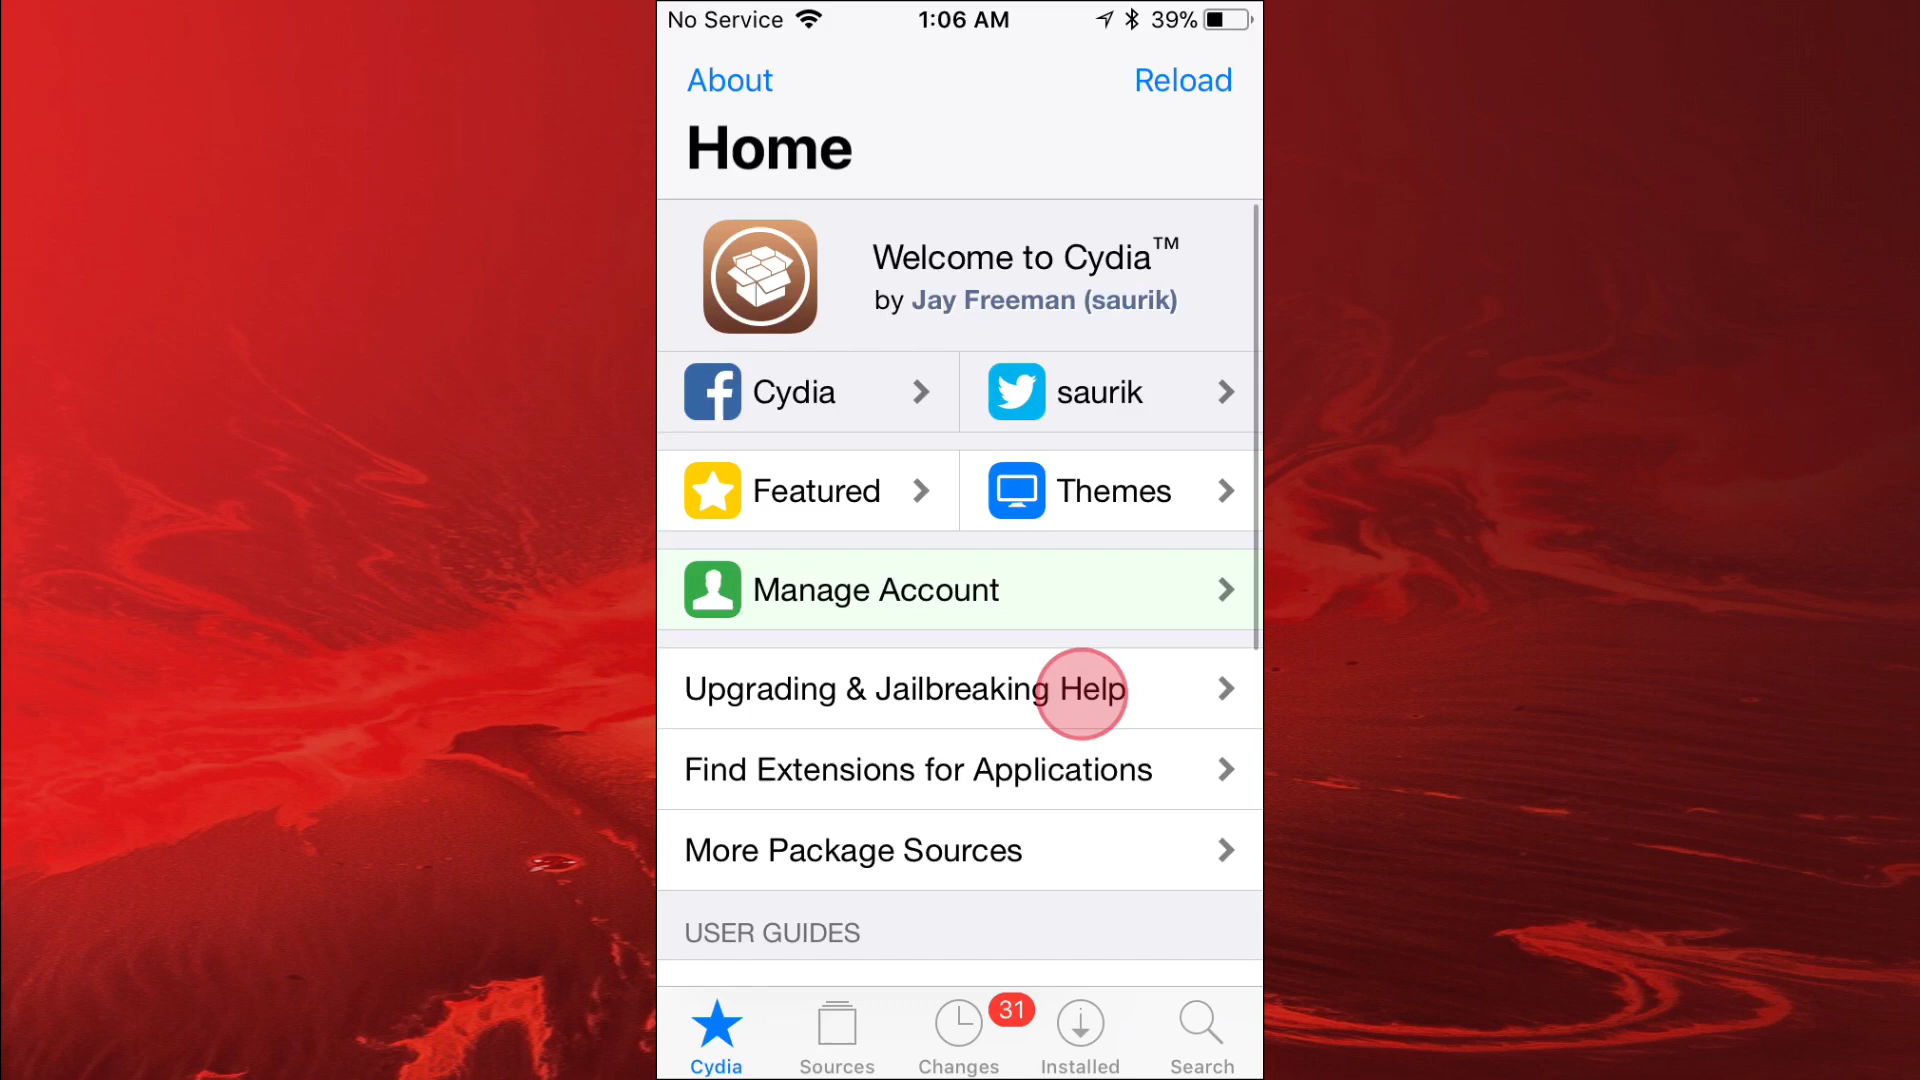 No Service 1:06 AM 39%
About Reload
Home
Welcome to Cydia™
by Jay Freeman (saurik)
Cydia saurik
Featured Themes
Manage Account
Upgrading & Jailbreaking Help
Find Extensions for Applications
More Package Sources
USER GUIDES
31
Cydia Sources Changes Installed Search